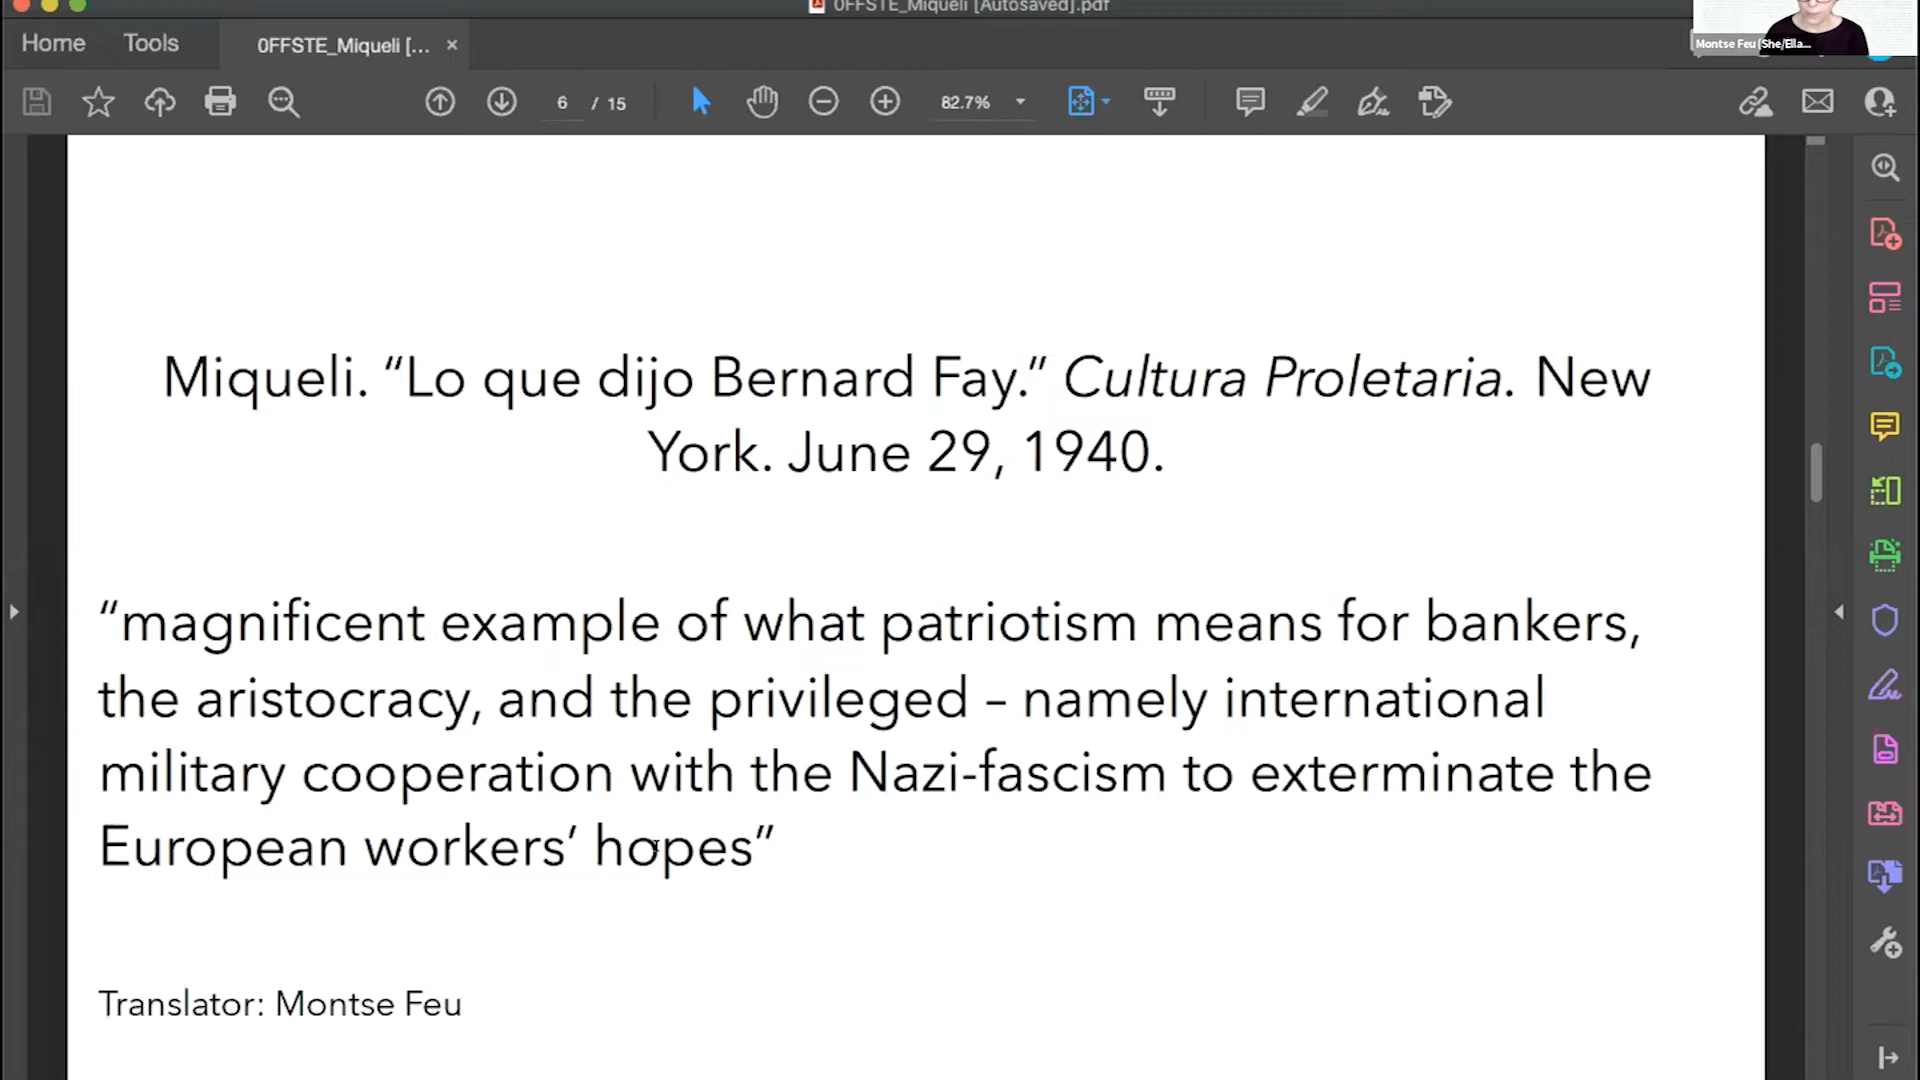 0FFSTE_Miqueli [Autosaved].pdf
Home Tools 0FFSTE_Miqueli [... ×
Montse Feu (She/Ella...
6 / 15 82.7%
Miqueli. “Lo que dijo Bernard Fay.” Cultura Proletaria. New
York. June 29, 1940.
“magnificent example of what patriotism means for bankers,
the aristocracy, and the privileged – namely international
military cooperation with the Nazi-fascism to exterminate the
European workers’ hopes”
Translator: Montse Feu